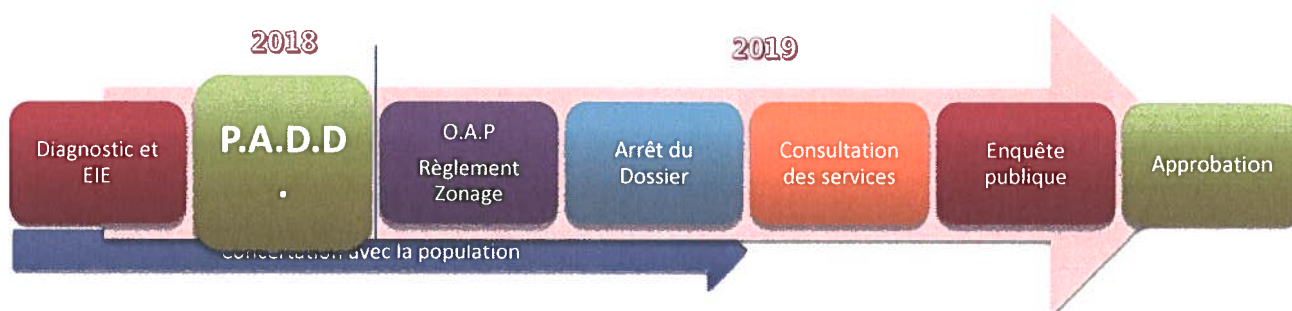 2018
2019
Diagnostic et
EIE
P.A.D.D
.
O.A.P
Règlement
Zonage
Arrêt du
Dossier
Consultation
des services
Enquête
publique
Approbation
Concertation avec la population